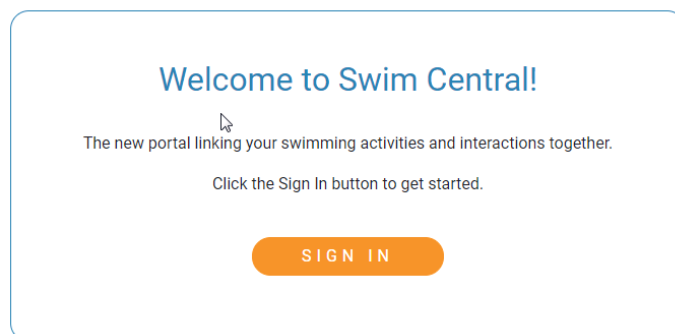 Welcome to Swim Central!
The new portal linking your swimming activities and interactions together.
Click the Sign In button to get started.
SIGN IN